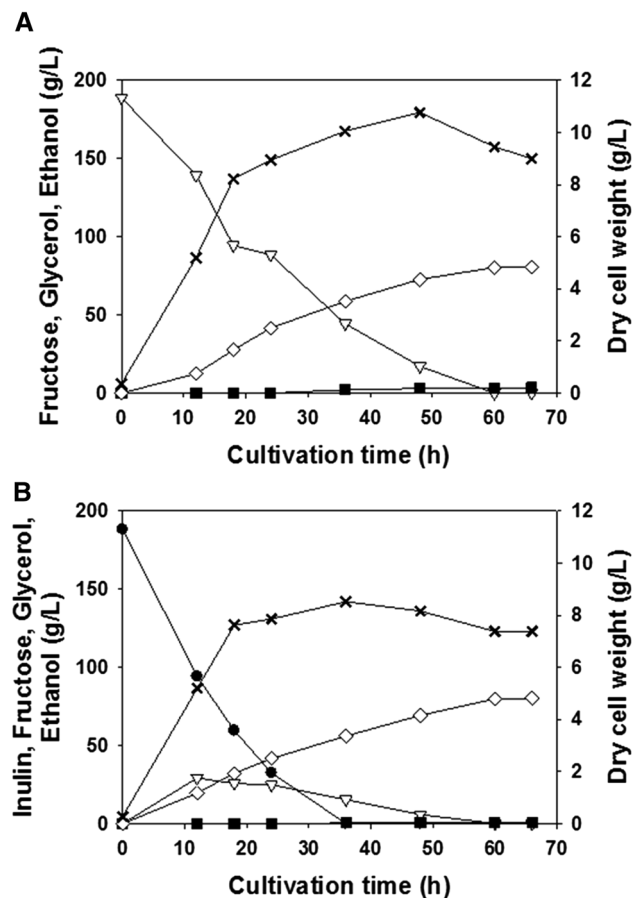 A
Fructose, Glycerol, Ethanol (g/L)
200
150
100
50
0
12
10
8
6
4
2
0
Dry cell weight (g/L)
0 10 20 30 40 50 60 70
Cultivation time (h)
B
Inulin, Fructose, Glycerol,
Ethanol (g/L)
200
150
100
50
0
12
10
8
6
4
2
0
Dry cell weight (g/L)
0 10 20 30 40 50 60 70
Cultivation time (h)